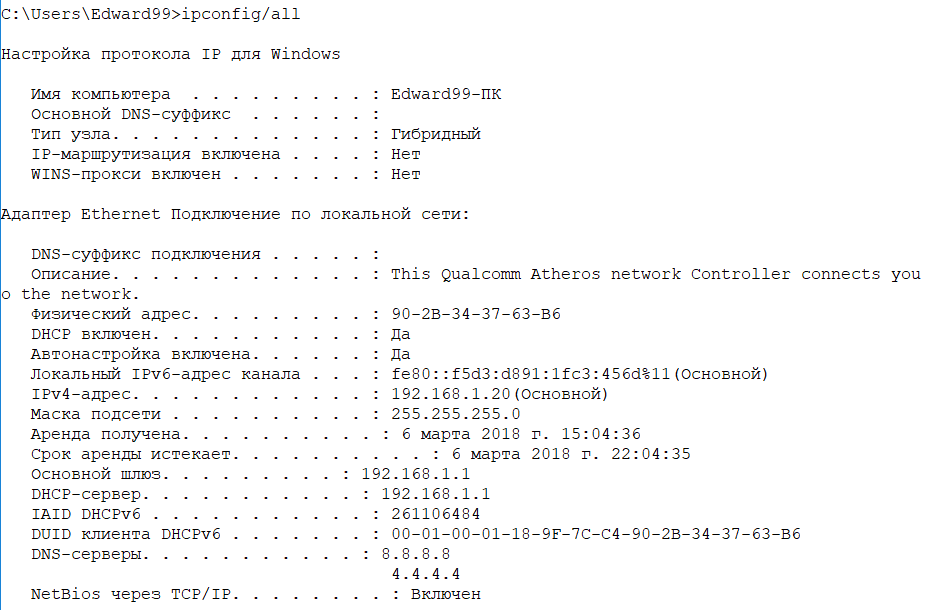 C:\Users\Edward99>ipconfig/all
Настройка протокола IP для Windows
Имя компьютера  . . . . . . . . . : Edward99-ПК
Основной DNS-суффикс  . . . . . . :
Тип узла. . . . . . . . . . . . . : Гибридный
IP-маршрутизация включена . . . . : Нет
WINS-прокси включен . . . . . . . : Нет
Адаптер Ethernet Подключение по локальной сети:
DNS-суффикс подключения . . . . . :
Описание. . . . . . . . . . . . . : This Qualcomm Atheros network Controller connects you
o the network.
Физический адрес. . . . . . . . . : 90-2B-34-37-63-B6
DHCP включен. . . . . . . . . . . : Да
Автонастройка включена. . . . . . : Да
Локальный IPv6-адрес канала . . . : fe80::f5d3:d891:1fc3:456d%11(Основной)
IPv4-адрес. . . . . . . . . . . . : 192.168.1.20(Основной)
Маска подсети . . . . . . . . . . : 255.255.255.0
Аренда получена. . . . . . . . . . : 6 марта 2018 г. 15:04:36
Срок аренды истекает. . . . . . . . . . : 6 марта 2018 г. 22:04:35
Основной шлюз. . . . . . . . . : 192.168.1.1
DHCP-сервер. . . . . . . . . . . : 192.168.1.1
IAID DHCPv6 . . . . . . . . . . . : 261106484
DUID клиента DHCPv6 . . . . . . . : 00-01-00-01-18-9F-7C-C4-90-2B-34-37-63-B6
DNS-серверы. . . . . . . . . . . : 8.8.8.8
4.4.4.4
NetBios через TCP/IP. . . . . . . . : Включен